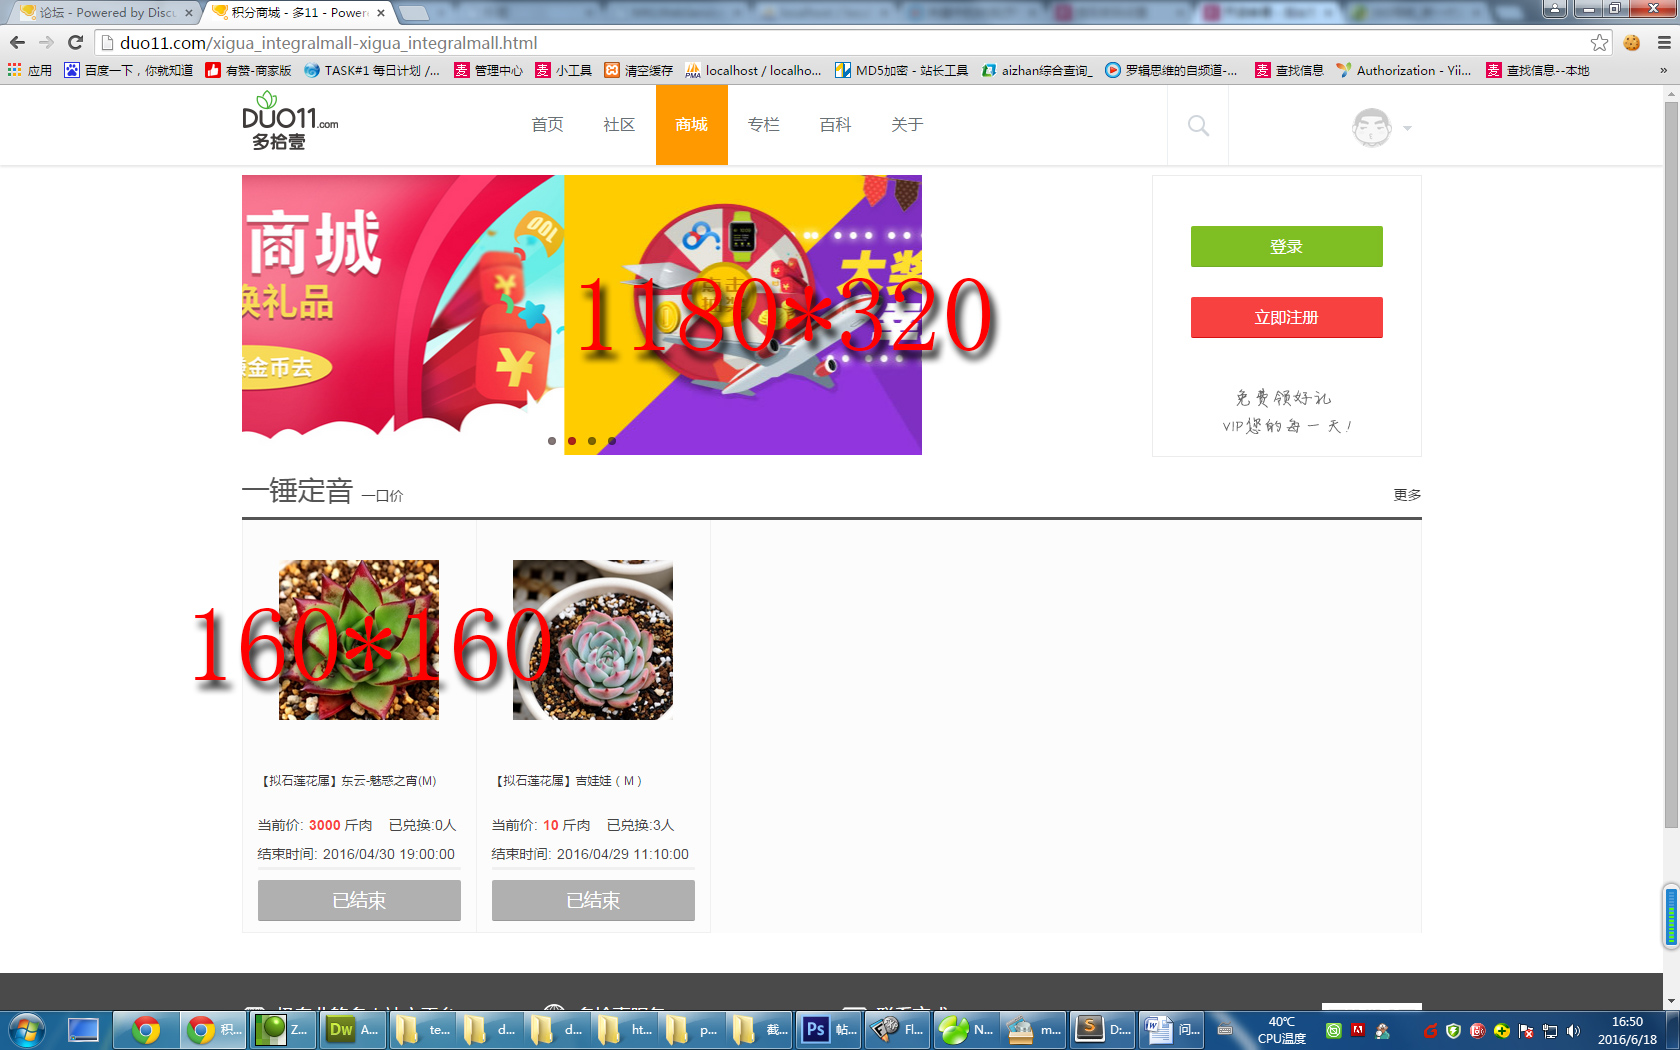 论坛 - Powered by Discu
积分商城 - 多11 - Power
duo11.com/xigua_integralmall-xigua_integralmall.html
应用 百度一下，你就知道 有赞-商家版 TASK#1 每日计划 /... 管理中心 小工具 清空缓存 localhost / localho... MD5加密 - 站长工具 aizhan综合查询_ 罗辑思维的自频道-... 查找信息 Authorization - Yii... 查找信息--本地 »
DUO11.com
多拾壹
首页 社区 商城 专栏 百科 关于
商城
换礼品
赚金币去
100
¥
¥
大奖
1180*320
登录
立即注册
免费领好礼
VIP您的每一天!
一锤定音 一口价
更多
160*160
【拟石莲花属】东云-魅惑之宵(M)
当前价: 3000 斤肉 已兑换:0人
结束时间: 2016/04/30 19:00:00
已结束
【拟石莲花属】吉娃娃（M）
当前价: 10 斤肉 已兑换:3人
结束时间: 2016/04/29 11:10:00
已结束
积... Z... A... te... d... d... ht... p... 截... 帖... Fl... N... m... D:... 问...
40℃
CPU温度
16:50
2016/6/18